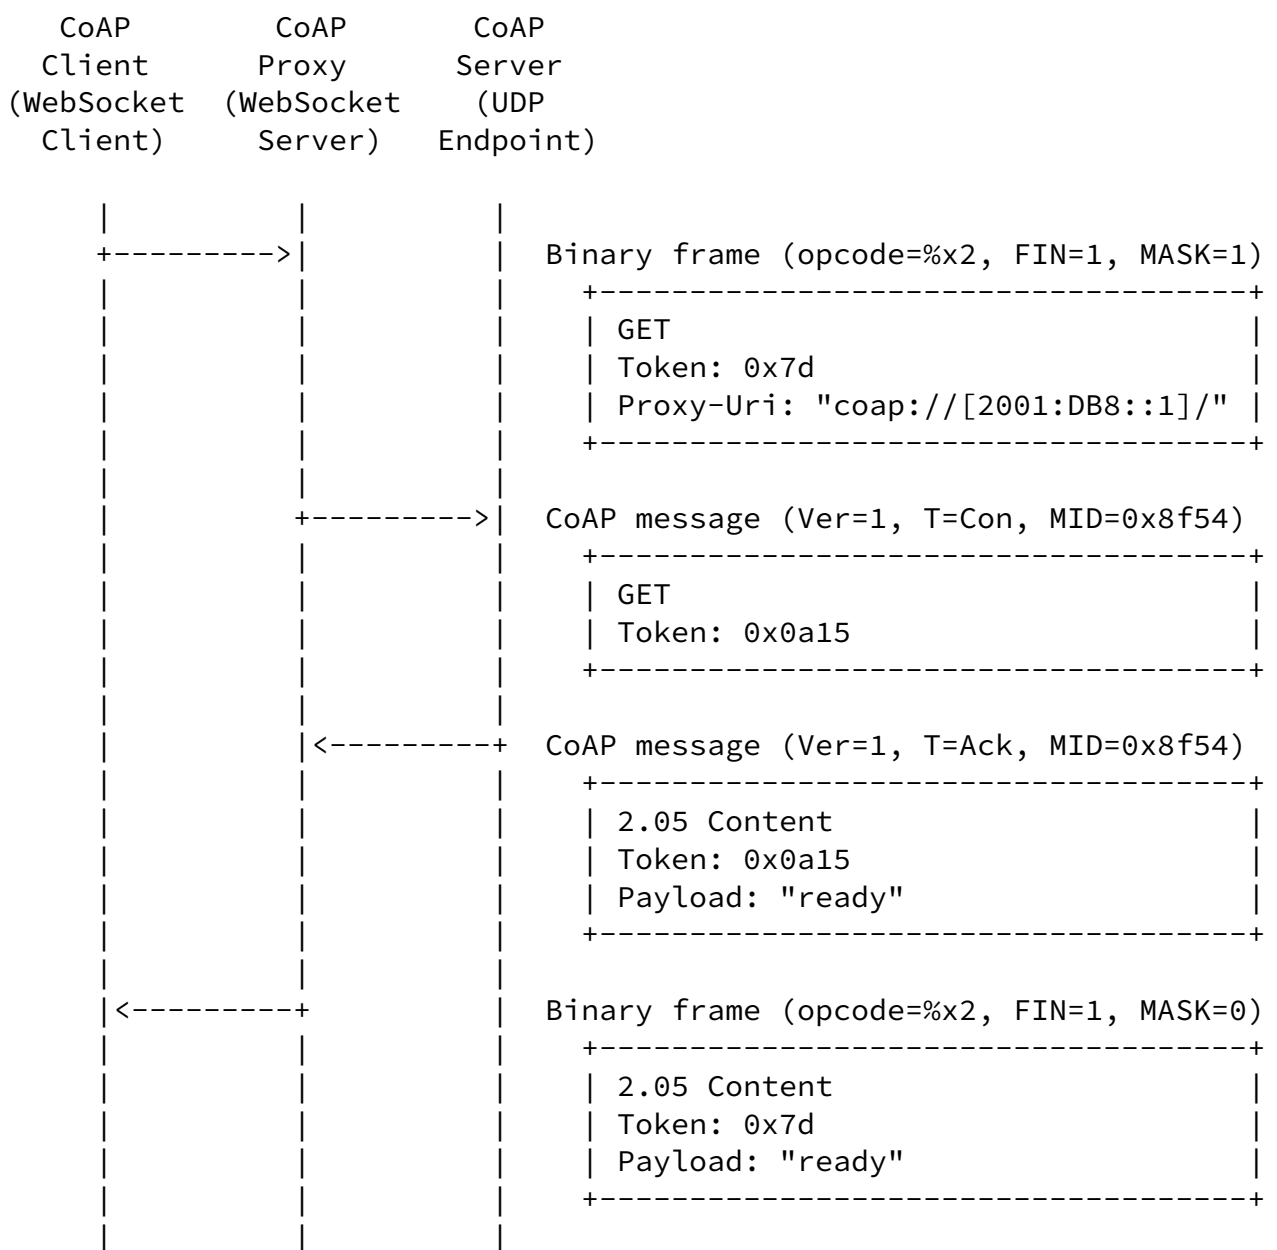 CoAP CoAP CoAP
Client Proxy Server
(WebSocket (WebSocket (UDP
Client) Server) Endpoint)
Binary frame (opcode=%x2, FIN=1, MASK=1)
GET
Token: 0x7d
Proxy-Uri: "coap://[2001:DB8::1]/"
CoAP message (Ver=1, T=Con, MID=0x8f54)
GET
Token: 0x0a15
CoAP message (Ver=1, T=Ack, MID=0x8f54)
2.05 Content
Token: 0x0a15
Payload: "ready"
Binary frame (opcode=%x2, FIN=1, MASK=0)
2.05 Content
Token: 0x7d
Payload: "ready"